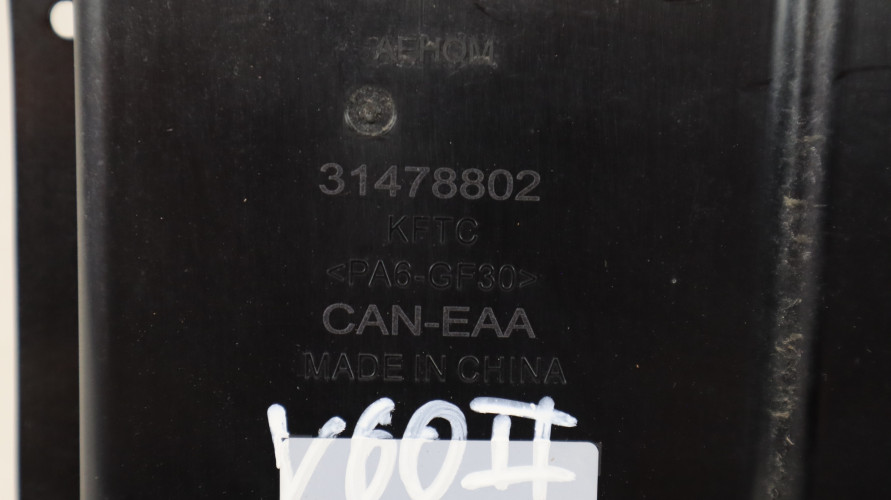 31478802
KFTC
<PA6-GF30>
CAN-EAA
MADE IN CHINA
V60II